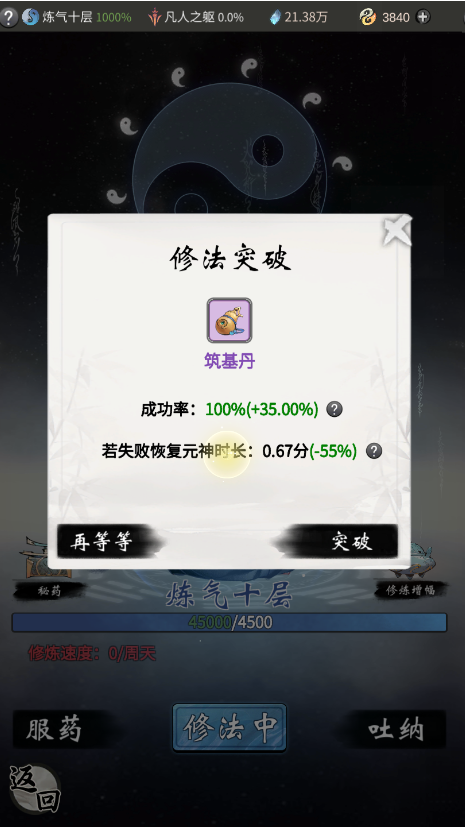 ? 炼气十层 1000% 凡人之躯 0.0% 21.38万 3840 +
修法突破
筑基丹
成功率：100%(+35.00%) ?
若失败恢复元神时长：0.67分(-55%) ?
再等等 突破
秘药 炼气十层 修炼增幅
45000/4500
修炼速度：0/周天
服药 修法中 吐纳
返回